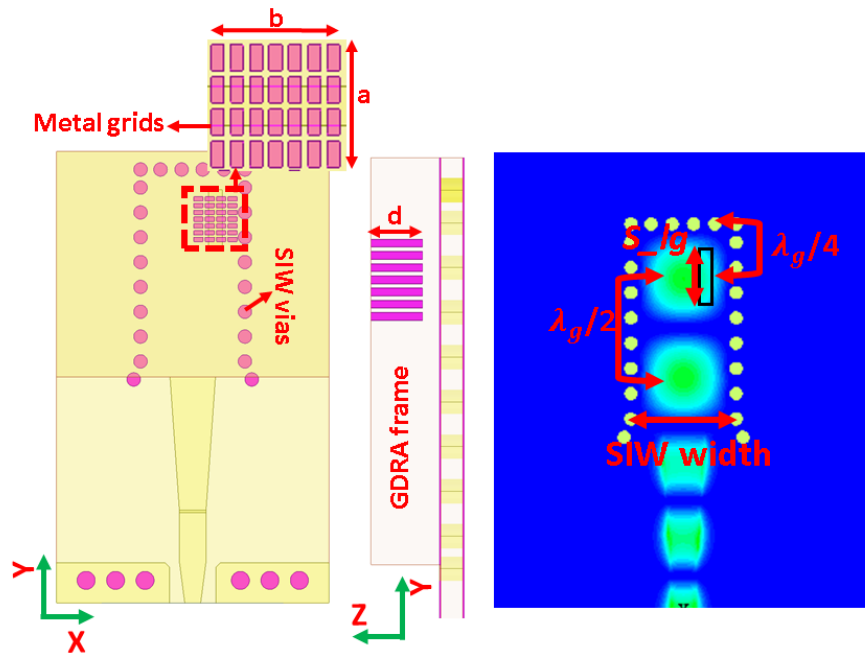 b
a
Metal grids
SIW vias
Y
X
d
GDRA frame
Z
Y
S_lg
λg/4
λg/2
SIW width